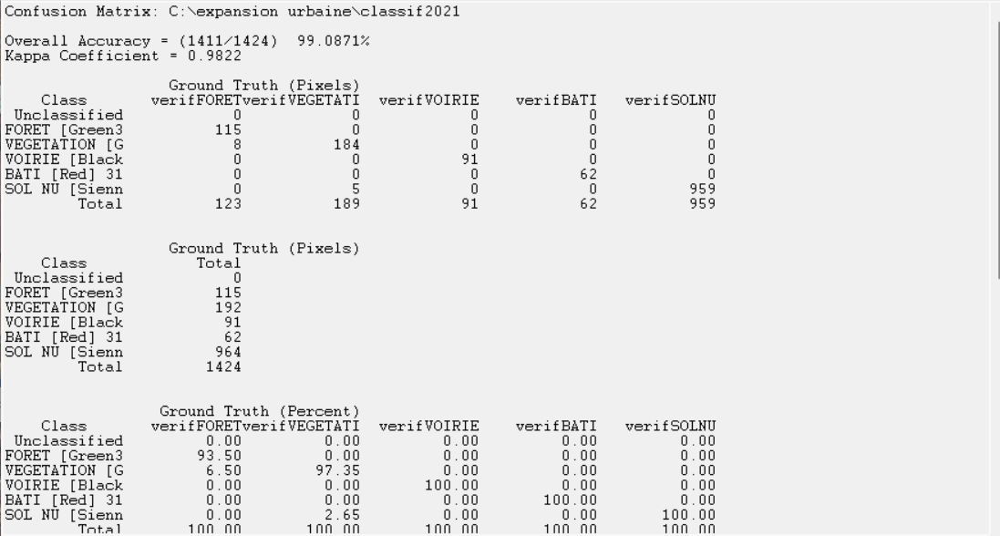 Confusion Matrix: C:\expansion urbaine\classif2021
Overall Accuracy = (1411/1424)  99.0871%
Kappa Coefficient = 0.9822
Ground Truth (Pixels)
Class verifFORETverifVEGETATI verifVOIRIE verifBATI verifSOLNU
Unclassified 0 0 0 0 0
FORET [Green3 115 0 0 0 0
VEGETATION [G 8 184 0 0 0
VOIRIE [Black 0 0 91 0 0
BATI [Red] 31 0 0 0 62 0
SOL NU [Sienn 0 5 0 0 959
Total 123 189 91 62 959
Ground Truth (Pixels)
Class Total
Unclassified 0
FORET [Green3 115
VEGETATION [G 192
VOIRIE [Black 91
BATI [Red] 31 62
SOL NU [Sienn 964
Total 1424
Ground Truth (Percent)
Class verifFORETverifVEGETATI verifVOIRIE verifBATI verifSOLNU
Unclassified 0.00 0.00 0.00 0.00 0.00
FORET [Green3 93.50 0.00 0.00 0.00 0.00
VEGETATION [G 6.50 97.35 0.00 0.00 0.00
VOIRIE [Black 0.00 0.00 100.00 0.00 0.00
BATI [Red] 31 0.00 0.00 0.00 100.00 0.00
SOL NU [Sienn 0.00 2.65 0.00 0.00 100.00
Total 100.00 100.00 100.00 100.00 100.00